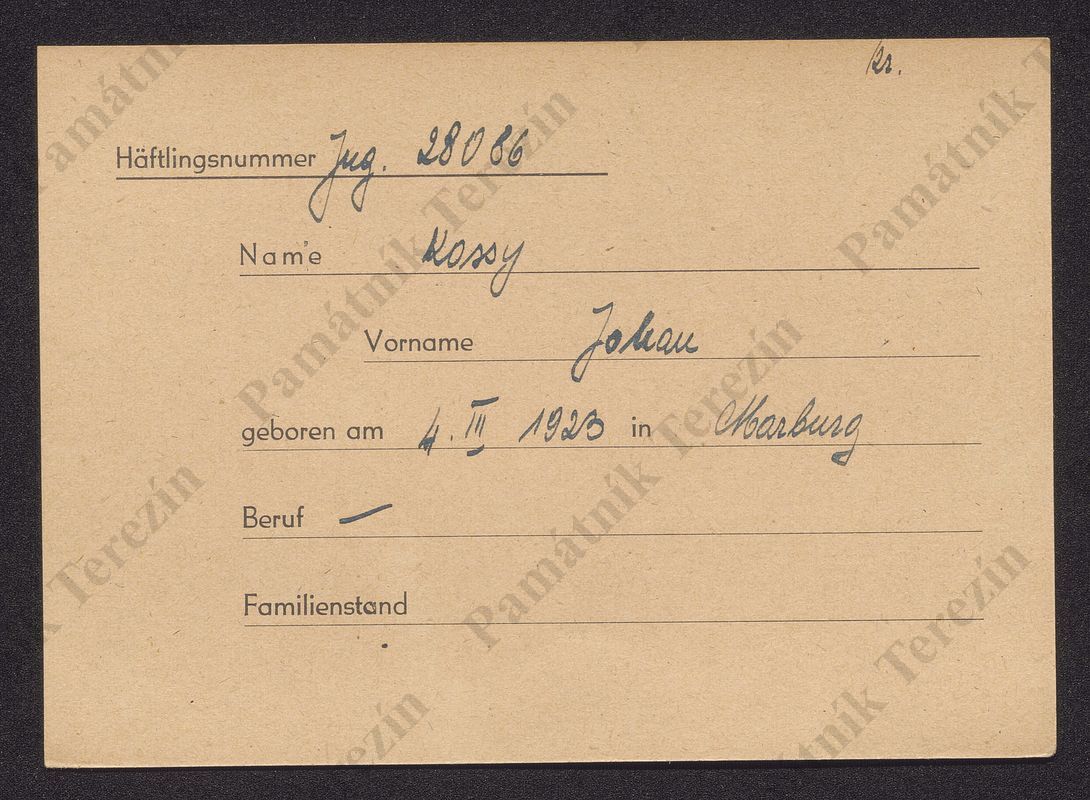 kr.
Häftlingsnummer Jug. 28086
Name Kossy
Vorname Johan
geboren am 4. III 1923 in Marburg
Beruf —
Familienstand
Památník Terezín